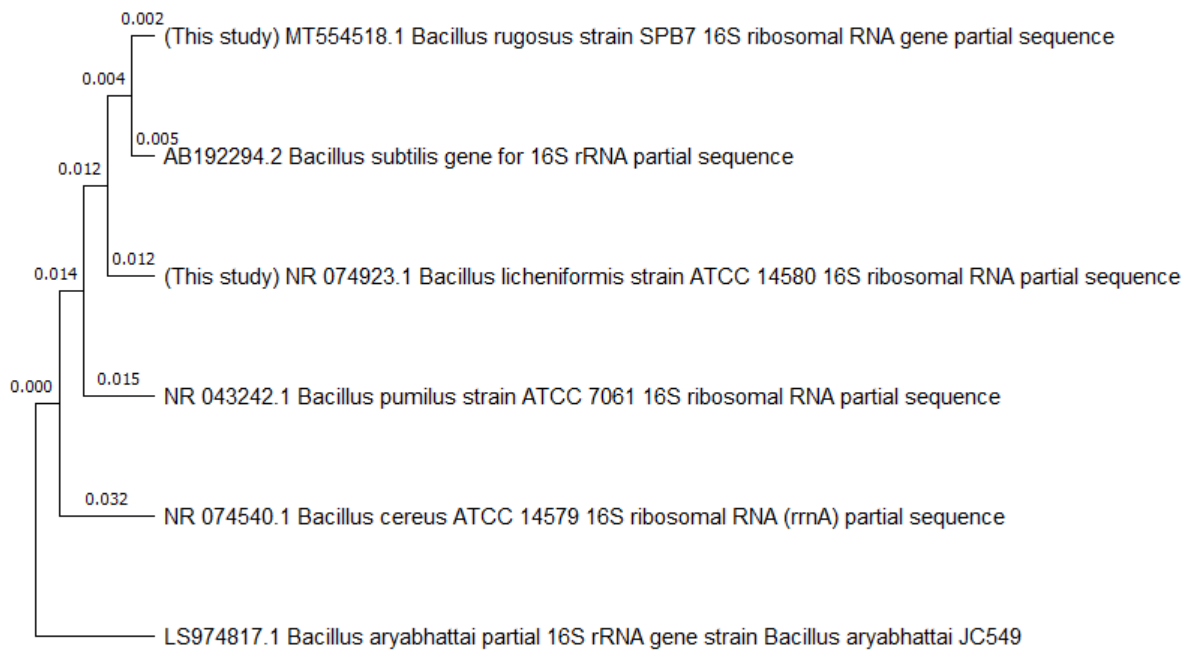 0.002
(This study) MT554518.1 Bacillus rugosus strain SPB7 16S ribosomal RNA gene partial sequence
0.004
0.005
AB192294.2 Bacillus subtilis gene for 16S rRNA partial sequence
0.012
0.012
(This study) NR 074923.1 Bacillus licheniformis strain ATCC 14580 16S ribosomal RNA partial sequence
0.014
0.015
NR 043242.1 Bacillus pumilus strain ATCC 7061 16S ribosomal RNA partial sequence
0.000
0.032
NR 074540.1 Bacillus cereus ATCC 14579 16S ribosomal RNA (rrnA) partial sequence
LS974817.1 Bacillus aryabhattai partial 16S rRNA gene strain Bacillus aryabhattai JC549